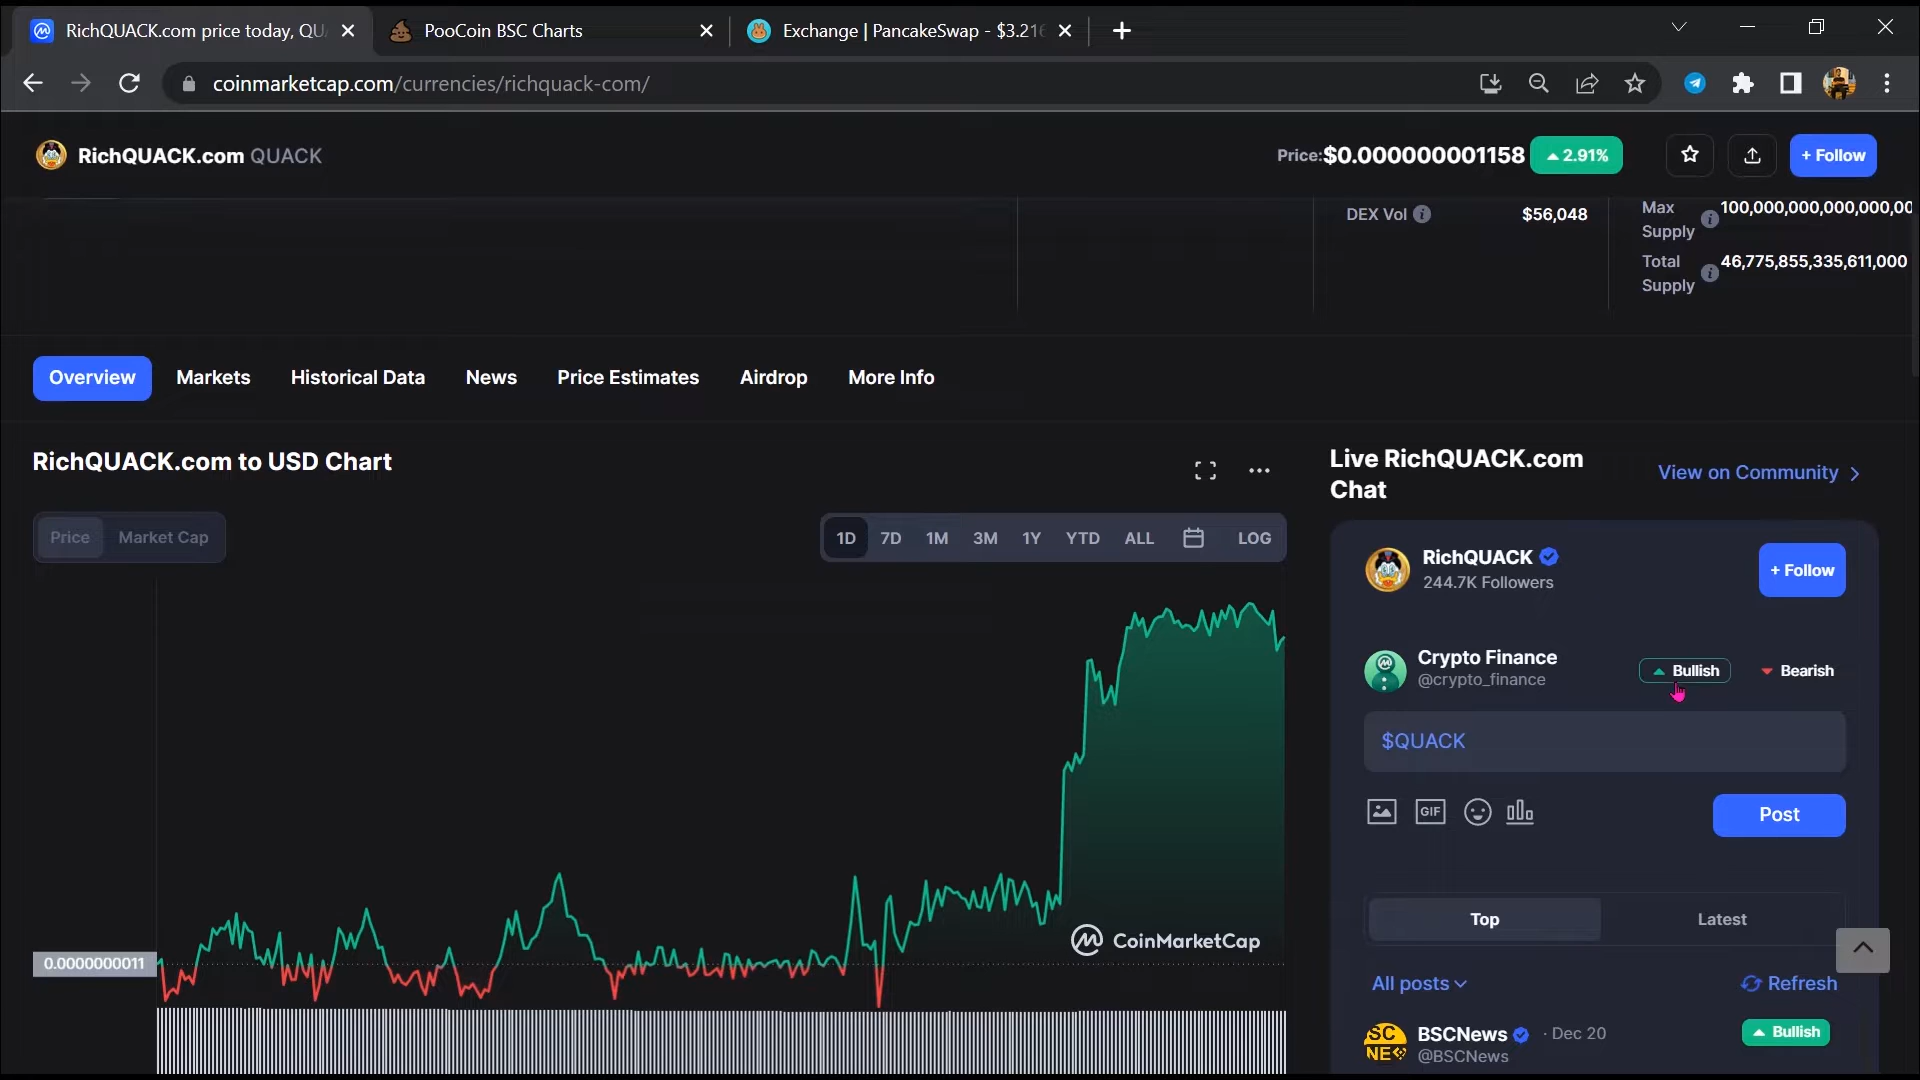 RichQUACK.com price today, QU
PooCoin BSC Charts
Exchange | PancakeSwap - $3.216
coinmarketcap.com/currencies/richquack-com/
RichQUACK.com QUACK
Price:$0.000000001158
2.91%
+ Follow
DEX Vol
$56,048
Max Supply
100,000,000,000,000,00
Total Supply
46,775,855,335,611,000
Overview
Markets
Historical Data
News
Price Estimates
Airdrop
More Info
RichQUACK.com to USD Chart
Price
Market Cap
1D
7D
1M
3M
1Y
YTD
ALL
LOG
0.0000000011
CoinMarketCap
Live RichQUACK.com
Chat
View on Community
RichQUACK
244.7K Followers
+ Follow
Crypto Finance
@crypto_finance
Bullish
Bearish
$QUACK
GIF
Post
Top
Latest
All posts
Refresh
SC
NE
BSCNews
· Dec 20
@BSCNews
Bullish